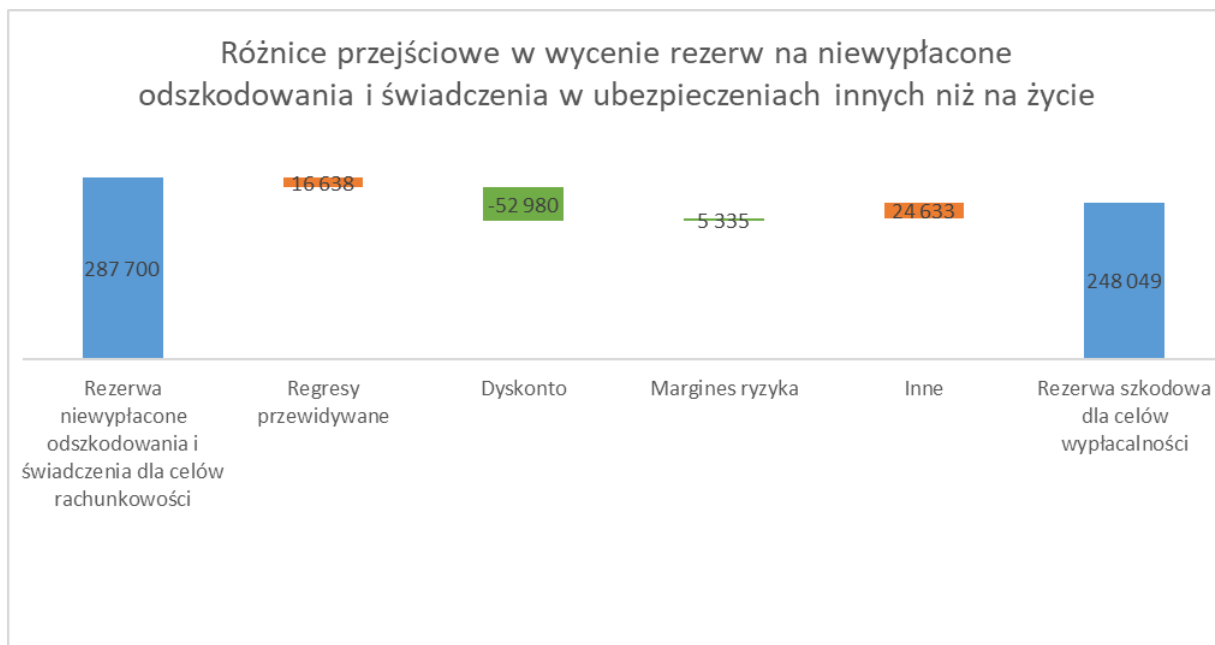 Różnice przejściowe w wycenie rezerw na niewypłacone
odszkodowania i świadczenia w ubezpieczeniach innych niż na życie
287 700
16 638
-52 980
5 335
24 633
248 049
Rezerwa
niewypłacone
odszkodowania i
świadczenia dla celów
rachunkowości
Regresy
przewidywane
Dyskonto
Margines ryzyka
Inne
Rezerwa szkodowa
dla celów
wypłacalności